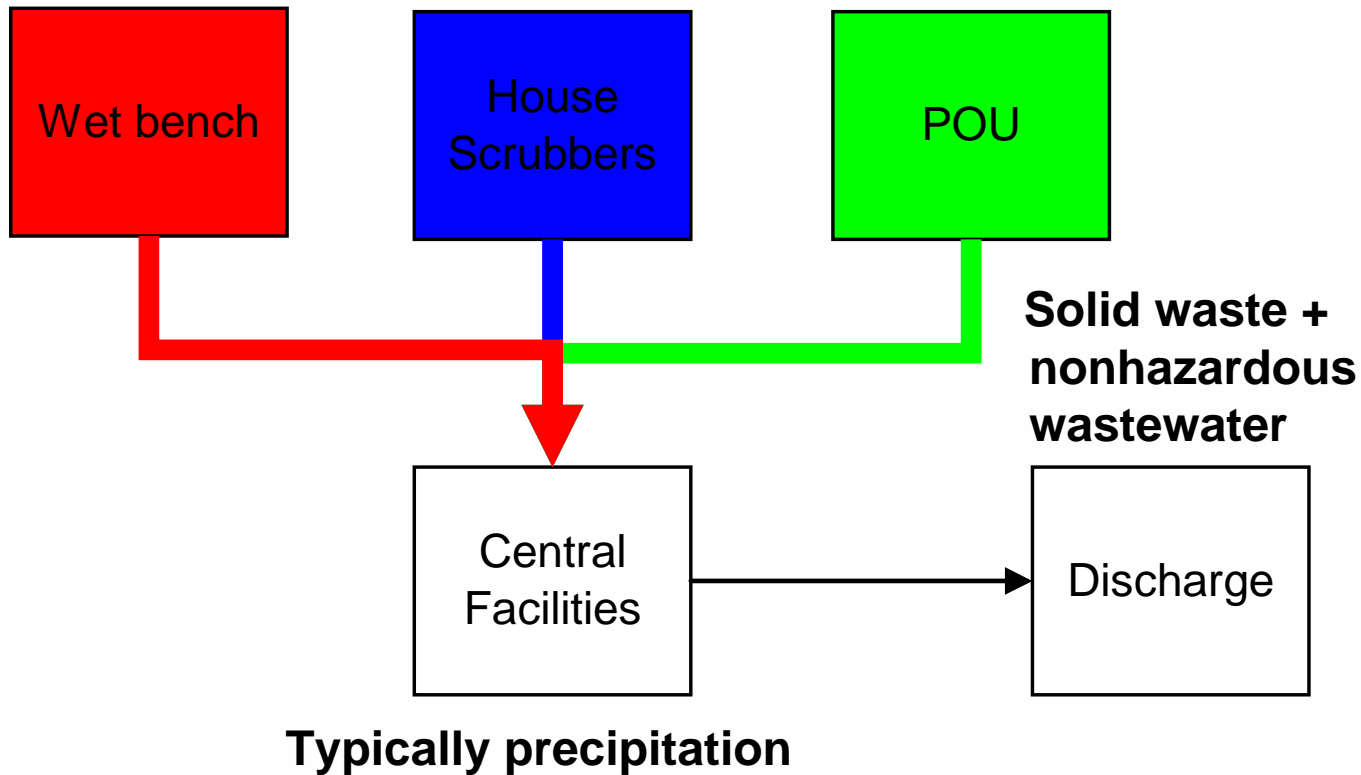 Wet bench
House
Scrubbers
POU
Solid waste +
nonhazardous
wastewater
Central
Facilities
Discharge
Typically precipitation